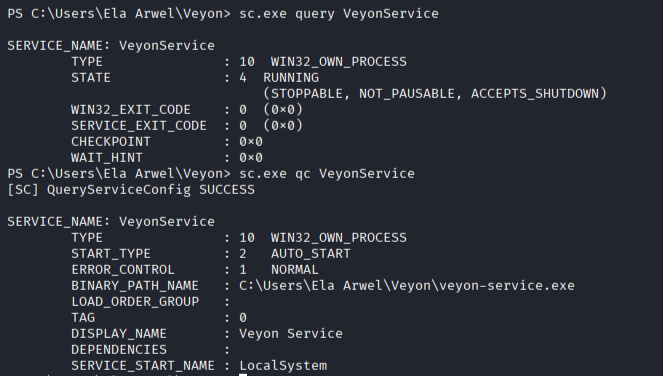 PS C:\Users\Ela Arwel\Veyon> sc.exe query VeyonService
SERVICE_NAME: VeyonService
TYPE : 10 WIN32_OWN_PROCESS
STATE : 4 RUNNING
(STOPPABLE, NOT_PAUSABLE, ACCEPTS_SHUTDOWN)
WIN32_EXIT_CODE : 0 (0×0)
SERVICE_EXIT_CODE : 0 (0×0)
CHECKPOINT : 0×0
WAIT_HINT : 0×0
PS C:\Users\Ela Arwel\Veyon> sc.exe qc VeyonService
[SC] QueryServiceConfig SUCCESS
SERVICE_NAME: VeyonService
TYPE : 10 WIN32_OWN_PROCESS
START_TYPE : 2 AUTO_START
ERROR_CONTROL : 1 NORMAL
BINARY_PATH_NAME : C:\Users\Ela Arwel\Veyon\veyon-service.exe
LOAD_ORDER_GROUP :
TAG : 0
DISPLAY_NAME : Veyon Service
DEPENDENCIES :
SERVICE_START_NAME : LocalSystem